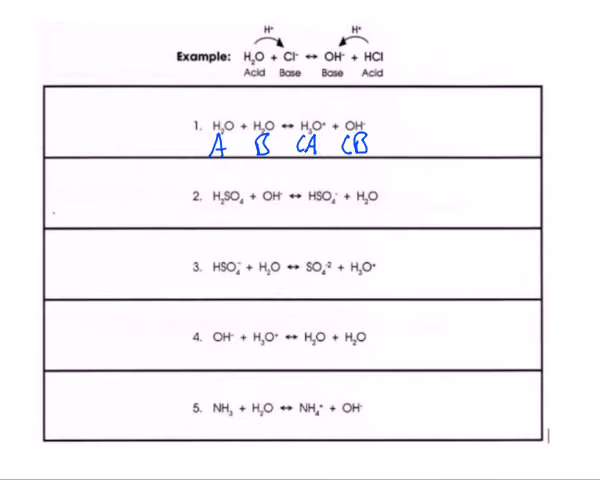 H⁺ H⁺
Example: H₂O + Cl⁻ ↔ OH⁻ + HCl
Acid Base Base Acid
1. H₂O + H₂O ↔ H₃O⁺ + OH⁻
A B CA CB
2. H₂SO₄ + OH⁻ ↔ HSO₄⁻ + H₂O
3. HSO₄⁻ + H₂O ↔ SO₄⁻² + H₃O⁺
4. OH⁻ + H₃O⁺ ↔ H₂O + H₂O
5. NH₃ + H₂O ↔ NH₄⁺ + OH⁻